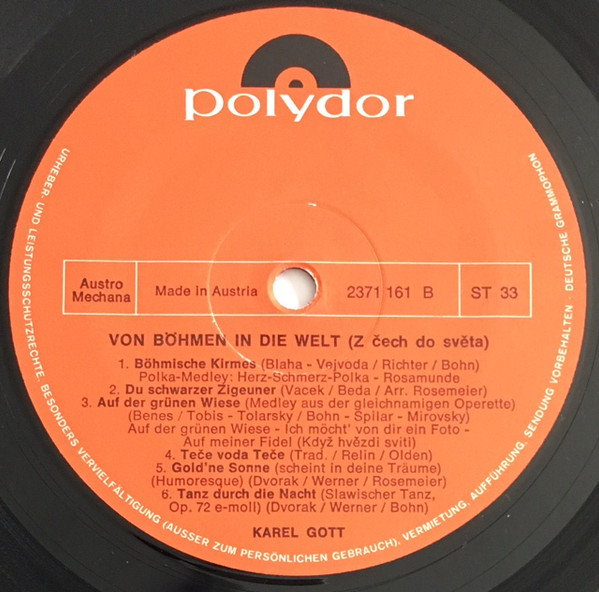 polydor
Austro
Mechana
Made in Austria
2371 161 B
ST 33
VON BÖHMEN IN DIE WELT (Z čech do světa)
1. Böhmische Kirmes (Blaha - Vejvoda / Richter / Bohn)
Polka-Medley: Herz-Schmerz-Polka - Rosamunde
2. Du schwarzer Zigeuner (Vacek / Beda / Arr. Rosemeier)
3. Auf der grünen Wiese (Medley aus der gleichnamigen Operette)
(Benes / Tobis - Tolarsky / Bohn - Spilar - Mirovsky)
Auf der grünen Wiese - Ich möcht' von dir ein Foto -
Auf meiner Fidel (Když hvězdi sviti)
4. Teče voda Teče (Trad. / Relin / Olden)
5. Gold'ne Sonne (scheint in deine Träume)
(Humoresque) (Dvorak / Werner / Rosemeier)
6. Tanz durch die Nacht (Slawischer Tanz,
Op. 72 e-moll) (Dvorak / Werner / Bohn)
KAREL GOTT
URHEBER- UND LEISTUNGSSCHUTZRECHTE, BESONDERS VERVIELFÄLTIGUNG (AUSSER ZUM PERSÖNLICHEN GEBRAUCH), VERMIETUNG, AUFFÜHRUNG, SENDUNG VORBEHALTEN · DEUTSCHE GRAMMOPHON